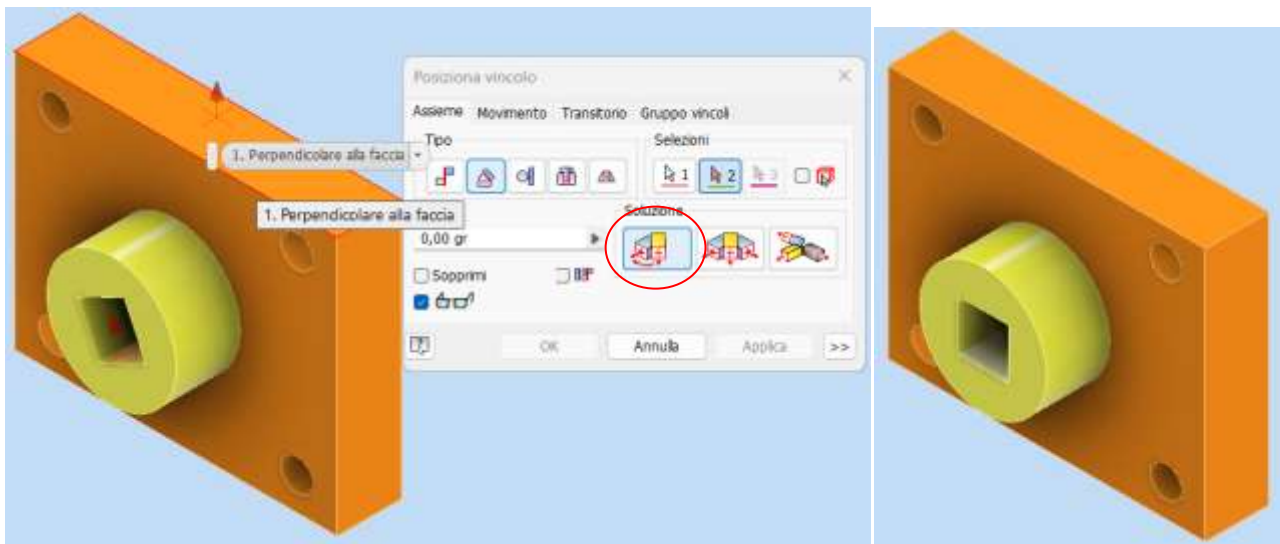 Posiziona vincolo
Assieme Movimento Transitorio Gruppo vincoli
Tipo Selezioni
1 2 3
1. Perpendicolare alla faccia
1. Perpendicolare alla faccia
Soluzione
0,00 gr
Sopprimi
OK Annulla Applica >>